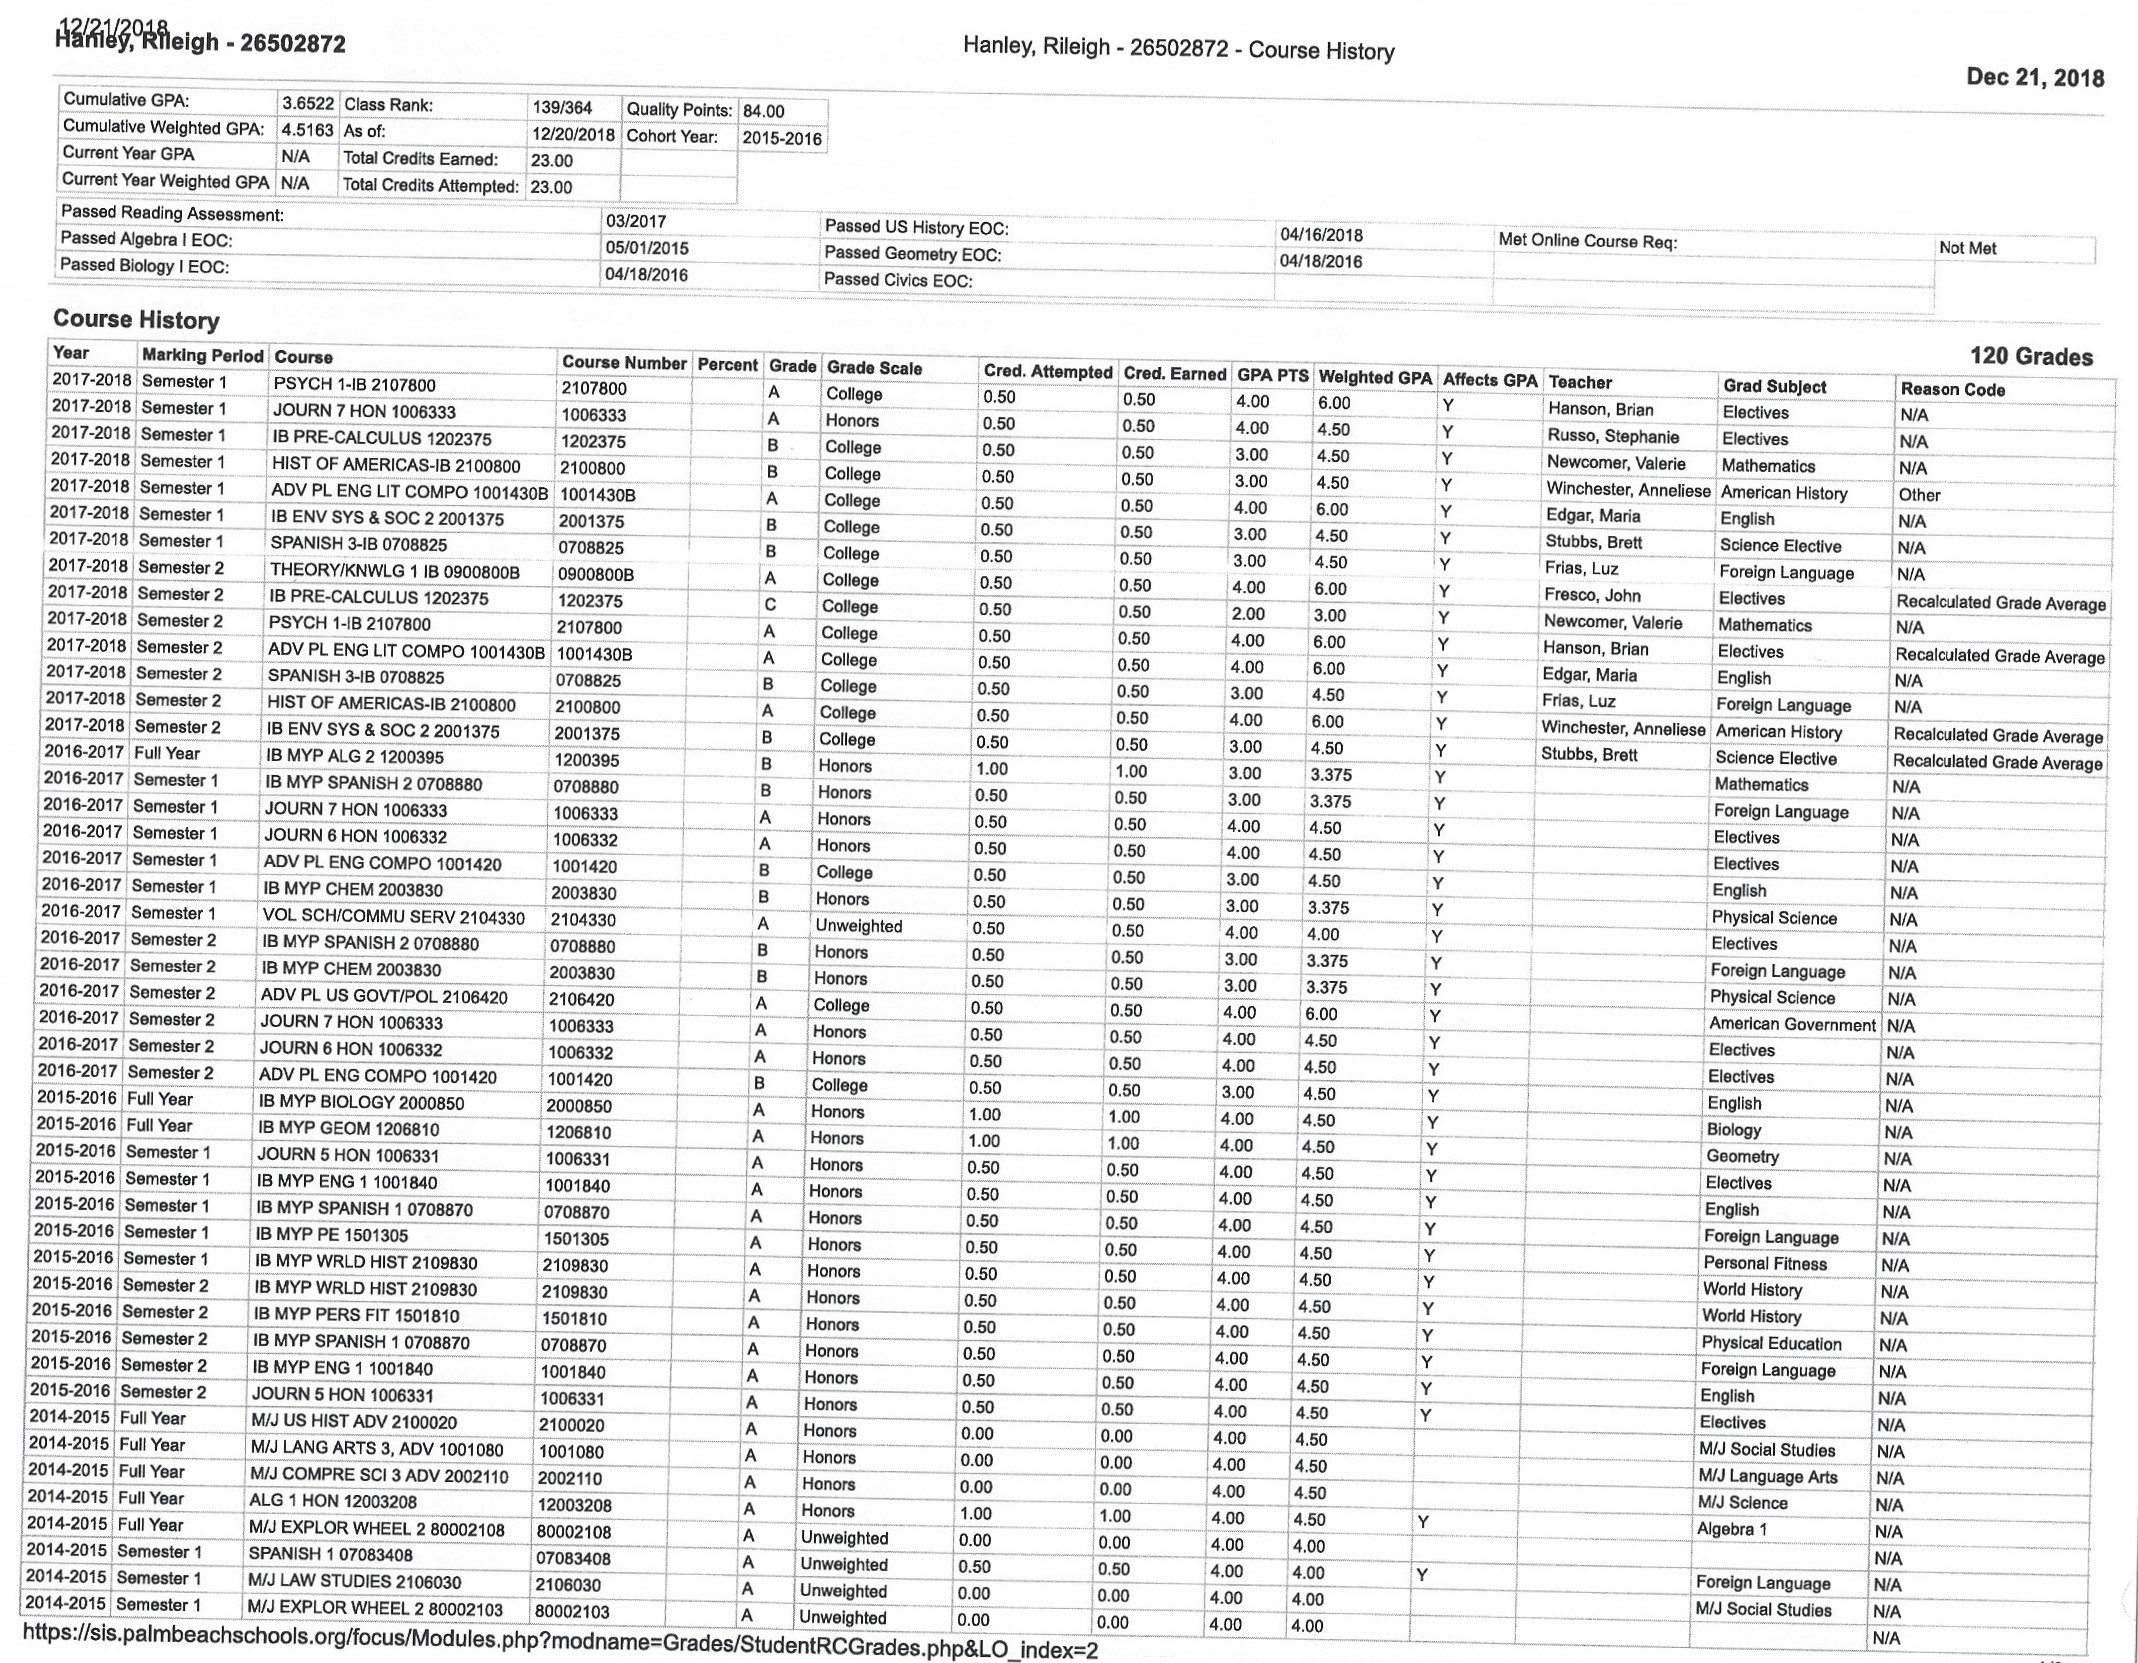 12/21/2018
Hanley, Rileigh - 26502872
Hanley, Rileigh - 26502872 - Course History
Dec 21, 2018
Cumulative GPA: 3.6522 Class Rank: 139/364 Quality Points: 84.00
Cumulative Weighted GPA: 4.5163 As of: 12/20/2018 Cohort Year: 2015-2016
Current Year GPA N/A Total Credits Earned: 23.00
Current Year Weighted GPA N/A Total Credits Attempted: 23.00
Passed Reading Assessment: 03/2017 Passed US History EOC: 04/16/2018 Met Online Course Req: Not Met
Passed Algebra I EOC: 05/01/2015 Passed Geometry EOC: 04/18/2016
Passed Biology I EOC: 04/18/2016 Passed Civics EOC:
Course History
120 Grades
Year Marking Period Course Course Number Percent Grade Grade Scale Cred. Attempted Cred. Earned GPA PTS Weighted GPA Affects GPA Teacher Grad Subject Reason Code
2017-2018 Semester 1 PSYCH 1-IB 2107800 2107800 A College 0.50 0.50 4.00 6.00 Y Hanson, Brian Electives N/A
2017-2018 Semester 1 JOURN 7 HON 1006333 1006333 A Honors 0.50 0.50 4.00 4.50 Y Russo, Stephanie Electives N/A
2017-2018 Semester 1 IB PRE-CALCULUS 1202375 1202375 B College 0.50 0.50 3.00 4.50 Y Newcomer, Valerie Mathematics N/A
2017-2018 Semester 1 HIST OF AMERICAS-IB 2100800 2100800 B College 0.50 0.50 3.00 4.50 Y Winchester, Anneliese American History Other
2017-2018 Semester 1 ADV PL ENG LIT COMPO 1001430B 1001430B A College 0.50 0.50 4.00 6.00 Y Edgar, Maria English N/A
2017-2018 Semester 1 IB ENV SYS & SOC 2 2001375 2001375 B College 0.50 0.50 3.00 4.50 Y Stubbs, Brett Science Elective N/A
2017-2018 Semester 1 SPANISH 3-IB 0708825 0708825 B College 0.50 0.50 3.00 4.50 Y Frias, Luz Foreign Language N/A
2017-2018 Semester 2 THEORY/KNWLG 1 IB 0900800B 0900800B A College 0.50 0.50 4.00 6.00 Y Fresco, John Electives Recalculated Grade Average
2017-2018 Semester 2 IB PRE-CALCULUS 1202375 1202375 C College 0.50 0.50 2.00 3.00 Y Newcomer, Valerie Mathematics N/A
2017-2018 Semester 2 PSYCH 1-IB 2107800 2107800 A College 0.50 0.50 4.00 6.00 Y Hanson, Brian Electives Recalculated Grade Average
2017-2018 Semester 2 ADV PL ENG LIT COMPO 1001430B 1001430B A College 0.50 0.50 4.00 6.00 Y Edgar, Maria English N/A
2017-2018 Semester 2 SPANISH 3-IB 0708825 0708825 B College 0.50 0.50 3.00 4.50 Y Frias, Luz Foreign Language N/A
2017-2018 Semester 2 HIST OF AMERICAS-IB 2100800 2100800 A College 0.50 0.50 4.00 6.00 Y Winchester, Anneliese American History Recalculated Grade Average
2017-2018 Semester 2 IB ENV SYS & SOC 2 2001375 2001375 B College 0.50 0.50 3.00 4.50 Y Stubbs, Brett Science Elective Recalculated Grade Average
2016-2017 Full Year IB MYP ALG 2 1200395 1200395 B Honors 1.00 1.00 3.00 3.375 Y Mathematics N/A
2016-2017 Semester 1 IB MYP SPANISH 2 0708880 0708880 B Honors 0.50 0.50 3.00 3.375 Y Foreign Language N/A
2016-2017 Semester 1 JOURN 7 HON 1006333 1006333 A Honors 0.50 0.50 4.00 4.50 Y Electives N/A
2016-2017 Semester 1 JOURN 6 HON 1006332 1006332 A Honors 0.50 0.50 4.00 4.50 Y Electives N/A
2016-2017 Semester 1 ADV PL ENG COMPO 1001420 1001420 B College 0.50 0.50 3.00 4.50 Y English N/A
2016-2017 Semester 1 IB MYP CHEM 2003830 2003830 B Honors 0.50 0.50 3.00 3.375 Y Physical Science N/A
2016-2017 Semester 1 VOL SCH/COMMU SERV 2104330 2104330 A Unweighted 0.50 0.50 4.00 4.00 Y Electives N/A
2016-2017 Semester 2 IB MYP SPANISH 2 0708880 0708880 B Honors 0.50 0.50 3.00 3.375 Y Foreign Language N/A
2016-2017 Semester 2 IB MYP CHEM 2003830 2003830 B Honors 0.50 0.50 3.00 3.375 Y Physical Science N/A
2016-2017 Semester 2 ADV PL US GOVT/POL 2106420 2106420 A College 0.50 0.50 4.00 6.00 Y American Government N/A
2016-2017 Semester 2 JOURN 7 HON 1006333 1006333 A Honors 0.50 0.50 4.00 4.50 Y Electives N/A
2016-2017 Semester 2 JOURN 6 HON 1006332 1006332 A Honors 0.50 0.50 4.00 4.50 Y Electives N/A
2016-2017 Semester 2 ADV PL ENG COMPO 1001420 1001420 B College 0.50 0.50 3.00 4.50 Y English N/A
2015-2016 Full Year IB MYP BIOLOGY 2000850 2000850 A Honors 1.00 1.00 4.00 4.50 Y Biology N/A
2015-2016 Full Year IB MYP GEOM 1206810 1206810 A Honors 1.00 1.00 4.00 4.50 Y Geometry N/A
2015-2016 Semester 1 JOURN 5 HON 1006331 1006331 A Honors 0.50 0.50 4.00 4.50 Y Electives N/A
2015-2016 Semester 1 IB MYP ENG 1 1001840 1001840 A Honors 0.50 0.50 4.00 4.50 Y English N/A
2015-2016 Semester 1 IB MYP SPANISH 1 0708870 0708870 A Honors 0.50 0.50 4.00 4.50 Y Foreign Language N/A
2015-2016 Semester 1 IB MYP PE 1501305 1501305 A Honors 0.50 0.50 4.00 4.50 Y Personal Fitness N/A
2015-2016 Semester 1 IB MYP WRLD HIST 2109830 2109830 A Honors 0.50 0.50 4.00 4.50 Y World History N/A
2015-2016 Semester 2 IB MYP WRLD HIST 2109830 2109830 A Honors 0.50 0.50 4.00 4.50 Y World History N/A
2015-2016 Semester 2 IB MYP PERS FIT 1501810 1501810 A Honors 0.50 0.50 4.00 4.50 Y Physical Education N/A
2015-2016 Semester 2 IB MYP SPANISH 1 0708870 0708870 A Honors 0.50 0.50 4.00 4.50 Y Foreign Language N/A
2015-2016 Semester 2 IB MYP ENG 1 1001840 1001840 A Honors 0.50 0.50 4.00 4.50 Y English N/A
2015-2016 Semester 2 JOURN 5 HON 1006331 1006331 A Honors 0.50 0.50 4.00 4.50 Y Electives N/A
2014-2015 Full Year M/J US HIST ADV 2100020 2100020 A Honors 0.00 0.00 4.00 4.50 M/J Social Studies N/A
2014-2015 Full Year M/J LANG ARTS 3, ADV 1001080 1001080 A Honors 0.00 0.00 4.00 4.50 M/J Language Arts N/A
2014-2015 Full Year M/J COMPRE SCI 3 ADV 2002110 2002110 A Honors 0.00 0.00 4.00 4.50 M/J Science N/A
2014-2015 Full Year ALG 1 HON 12003208 12003208 A Honors 1.00 1.00 4.00 4.50 Y Algebra 1 N/A
2014-2015 Full Year M/J EXPLOR WHEEL 2 80002108 80002108 A Unweighted 0.00 0.00 4.00 4.00 N/A
2014-2015 Semester 1 SPANISH 1 07083408 07083408 A Unweighted 0.50 0.50 4.00 4.00 Y Foreign Language N/A
2014-2015 Semester 1 M/J LAW STUDIES 2106030 2106030 A Unweighted 0.00 0.00 4.00 4.00 M/J Social Studies N/A
2014-2015 Semester 1 M/J EXPLOR WHEEL 2 80002103 80002103 A Unweighted 0.00 0.00 4.00 4.00 N/A
https://sis.palmbeachschools.org/focus/Modules.php?modname=Grades/StudentRCGrades.php&LO_index=2